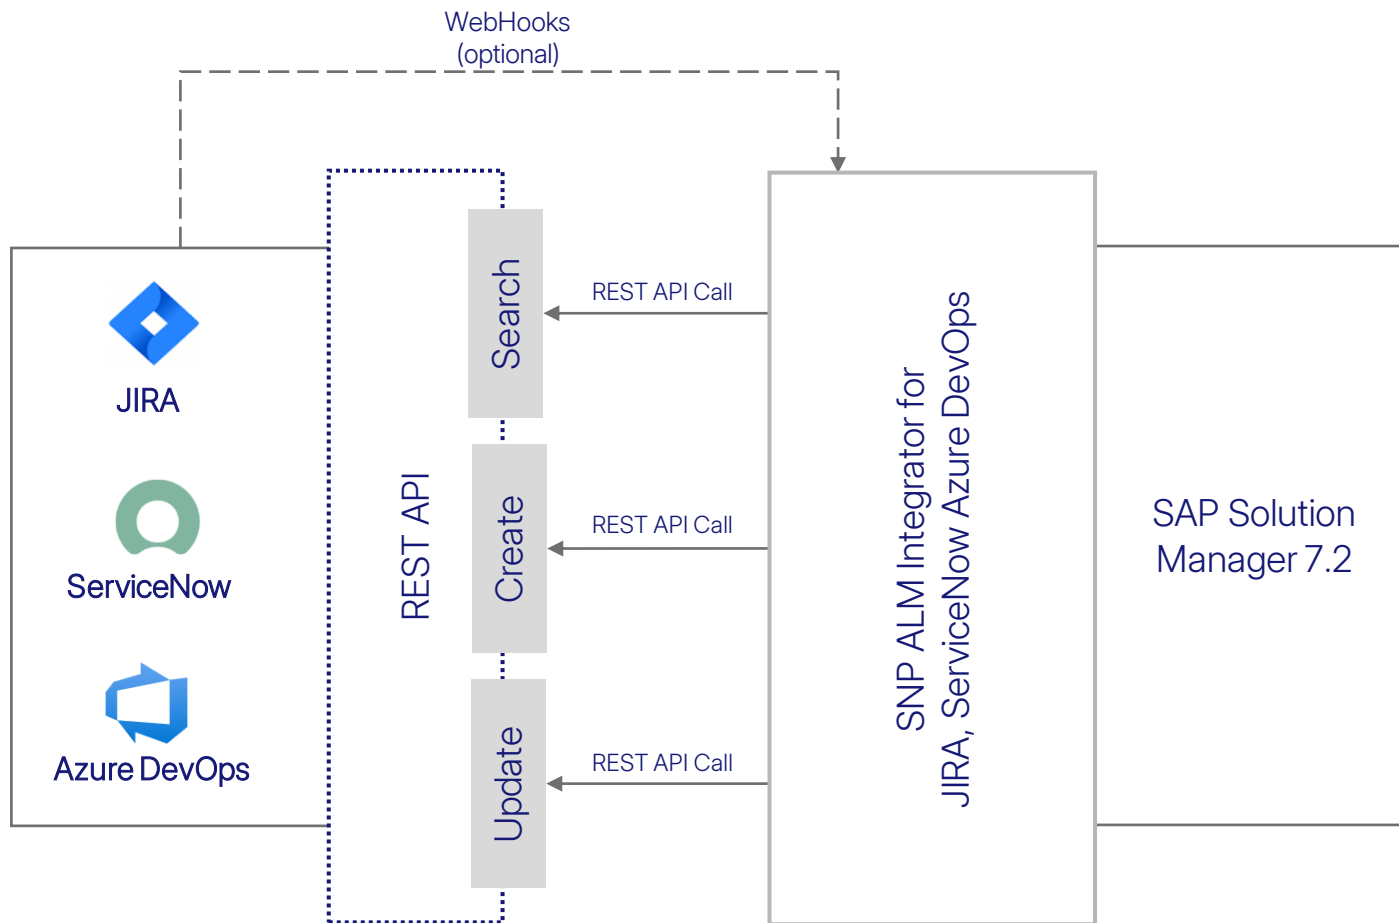 WebHooks
(optional)
JIRA
ServiceNow
Azure DevOps
REST API
Search
Create
Update
REST API Call
REST API Call
REST API Call
SNP ALM Integrator for
JIRA, ServiceNow Azure DevOps
SAP Solution
Manager 7.2